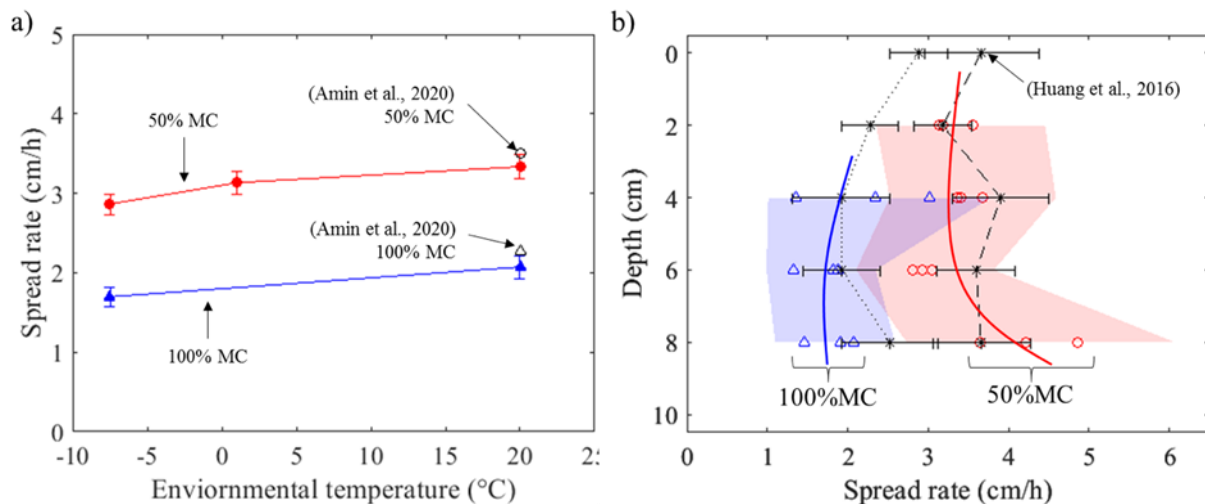 a)
5
4
3
2
1
0
Spread rate (cm/h)
(Amin et al., 2020)
50% MC
50% MC
(Amin et al., 2020)
100% MC
100% MC
-10 -5 0 5 10 15 20 25
Enviornmental temperature (°C)
b)
0
2
4
6
8
10
Depth (cm)
(Huang et al., 2016)
100%MC
50%MC
0 1 2 3 4 5 6
Spread rate (cm/h)